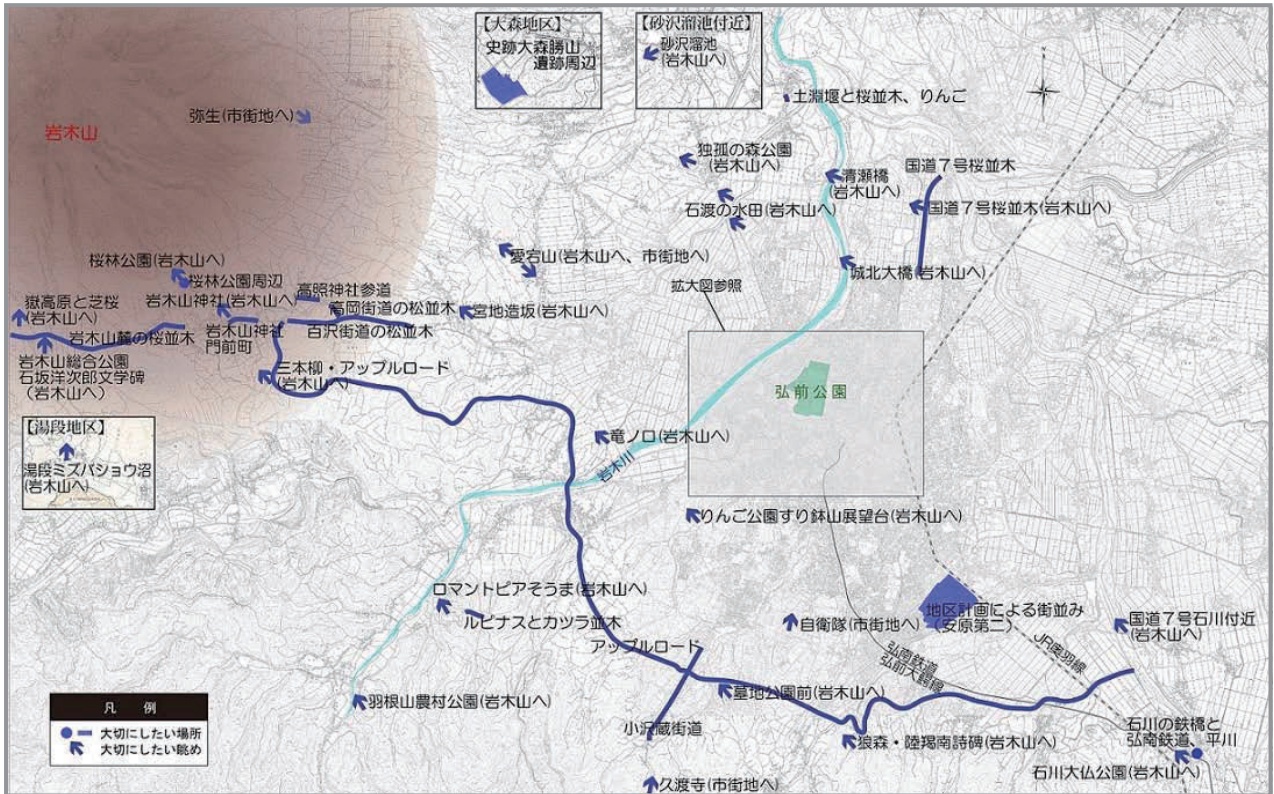 【大森地区】
史跡大森勝山
遺跡周辺
【砂沢溜池付近】
砂沢溜池
(岩木山へ)
土淵堰と桜並木、りんご
弥生(市街地へ)
岩木山
独孤の森公園
(岩木山へ)
青瀬橋
(岩木山へ)
国道7号桜並木
石渡の水田(岩木山へ)
国道7号桜並木(岩木山へ)
桜林公園(岩木山へ)
愛宕山(岩木山へ、市街地へ)
城北大橋(岩木山へ)
桜林公園周辺
拡大図参照
高照神社参道
嶽高原と芝桜
(岩木山へ)
岩木山神社(岩木山へ)
高岡街道の松並木
宮地造坂(岩木山へ)
岩木山麓の桜並木
岩木山神社
門前町
百沢街道の松並木
岩木山総合公園
石坂洋次郎文学碑
(岩木山へ)
三本柳・アップルロード
(岩木山へ)
弘前公園
【湯段地区】
湯段ミズバショウ沼
(岩木山へ)
竜ノ口(岩木山へ)
岩木川
りんご公園すり鉢山展望台(岩木山へ)
ロマントピアそうま(岩木山へ)
ルピナスとカツラ並木
地区計画による街並み
(安原第二)
自衛隊(市街地へ)
国道7号石川付近
(岩木山へ)
アップルロード
弘南鉄道
弘前大鰐線
JR奥羽線
羽根山農村公園(岩木山へ)
墓地公園前(岩木山へ)
凡 例
大切にしたい場所
大切にしたい眺め
小沢蔵街道
狼森・陸羯南詩碑(岩木山へ)
石川の鉄橋と
弘南鉄道、平川
石川大仏公園(岩木山へ)
久渡寺(市街地へ)